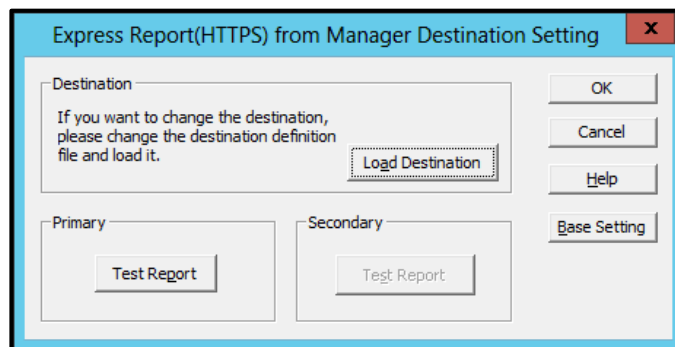 Express Report(HTTPS) from Manager Destination Setting
x
Destination
If you want to change the destination,
please change the destination definition
file and load it.
Load Destination
OK
Cancel
Help
Base Setting
Primary
Test Report
Secondary
Test Report